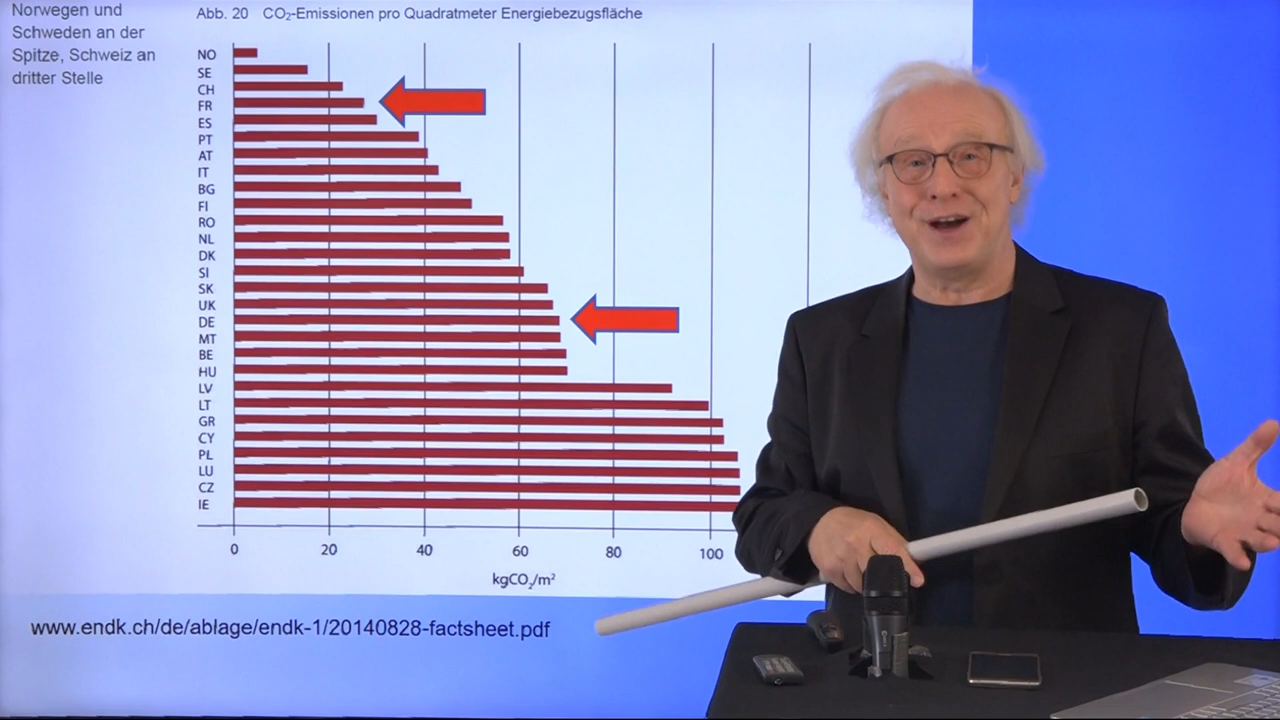 Norwegen und
Schweden an der
Spitze, Schweiz an
dritter Stelle
Abb. 20 CO₂-Emissionen pro Quadratmeter Energiebezugsfläche
NO
SE
CH
FR
ES
PT
AT
IT
BG
FI
RO
NL
DK
SI
SK
UK
DE
MT
BE
HU
LV
LT
GR
CY
PL
LU
CZ
IE
0 20 40 60 80 100
kgCO₂/m²
www.endk.ch/de/ablage/endk-1/20140828-factsheet.pdf